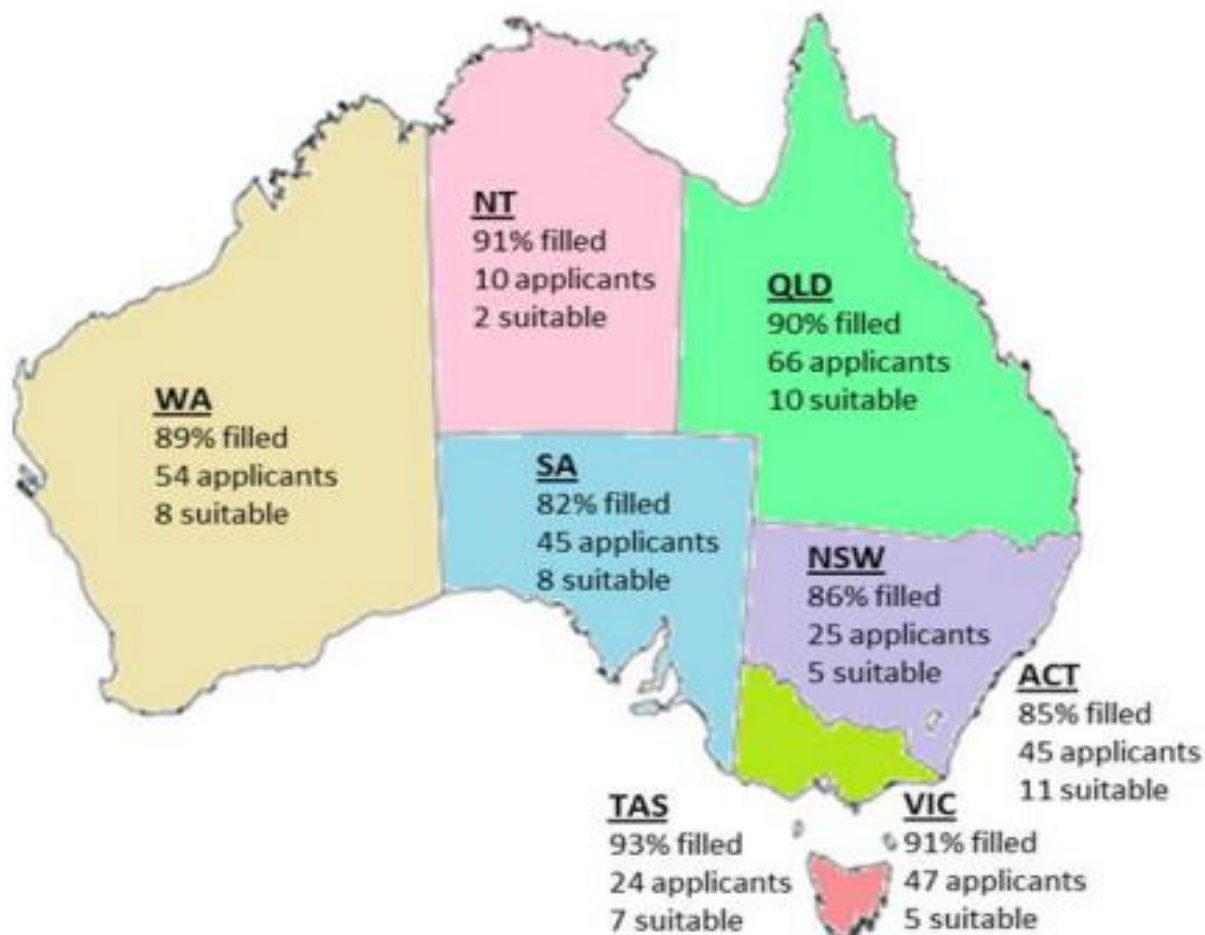 NT
91% filled
10 applicants
2 suitable
QLD
90% filled
66 applicants
10 suitable
WA
89% filled
54 applicants
8 suitable
SA
82% filled
45 applicants
8 suitable
NSW
86% filled
25 applicants
5 suitable
ACT
85% filled
45 applicants
11 suitable
TAS
93% filled
24 applicants
7 suitable
VIC
91% filled
47 applicants
5 suitable